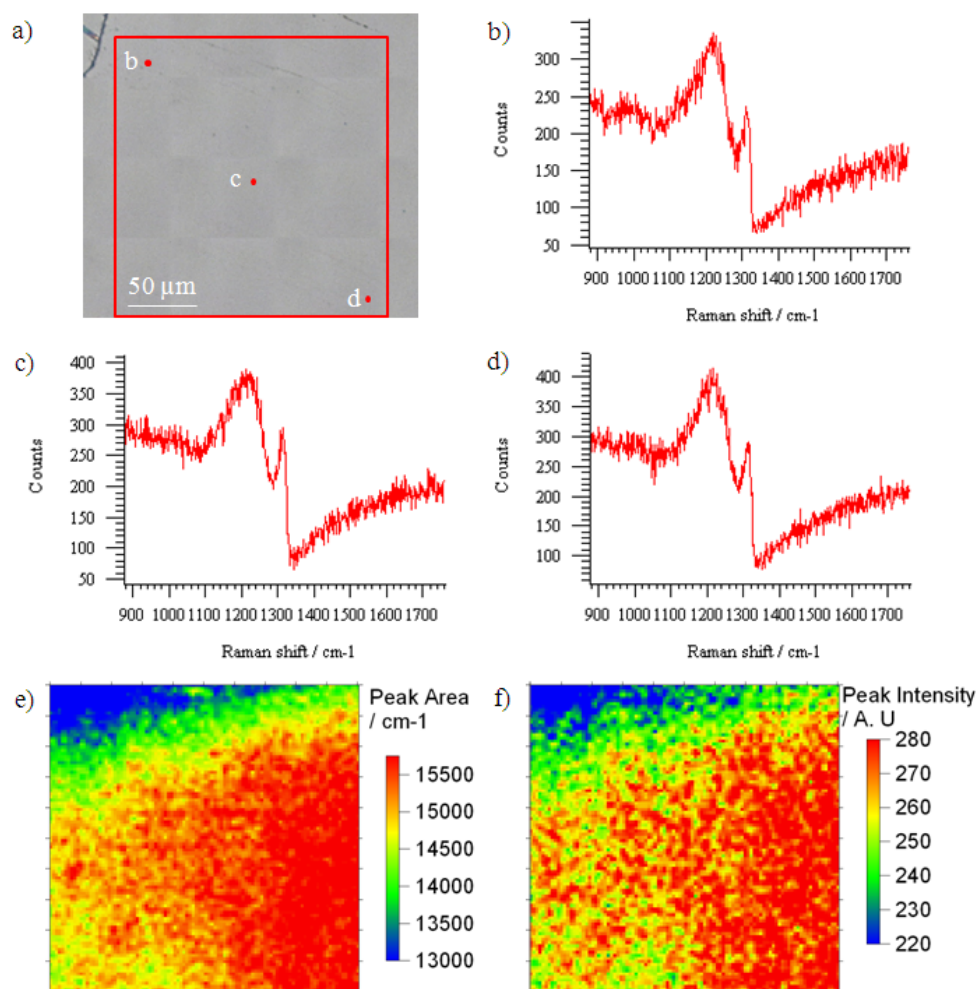 a)
b
c
d
50 µm
b)
350
300
250
200
150
100
50
Counts
900 1000 1100 1200 1300 1400 1500 1600 1700
Raman shift / cm-1
c)
400
350
300
250
200
150
100
50
Counts
900 1000 1100 1200 1300 1400 1500 1600 1700
Raman shift / cm-1
d)
400
300
200
100
Counts
900 1000 1100 1200 1300 1400 1500 1600 1700
Raman shift / cm-1
e)
Peak Area
/ cm-1
15500
15000
14500
14000
13500
13000
f)
Peak Intensity
/ A. U
280
270
260
250
240
230
220